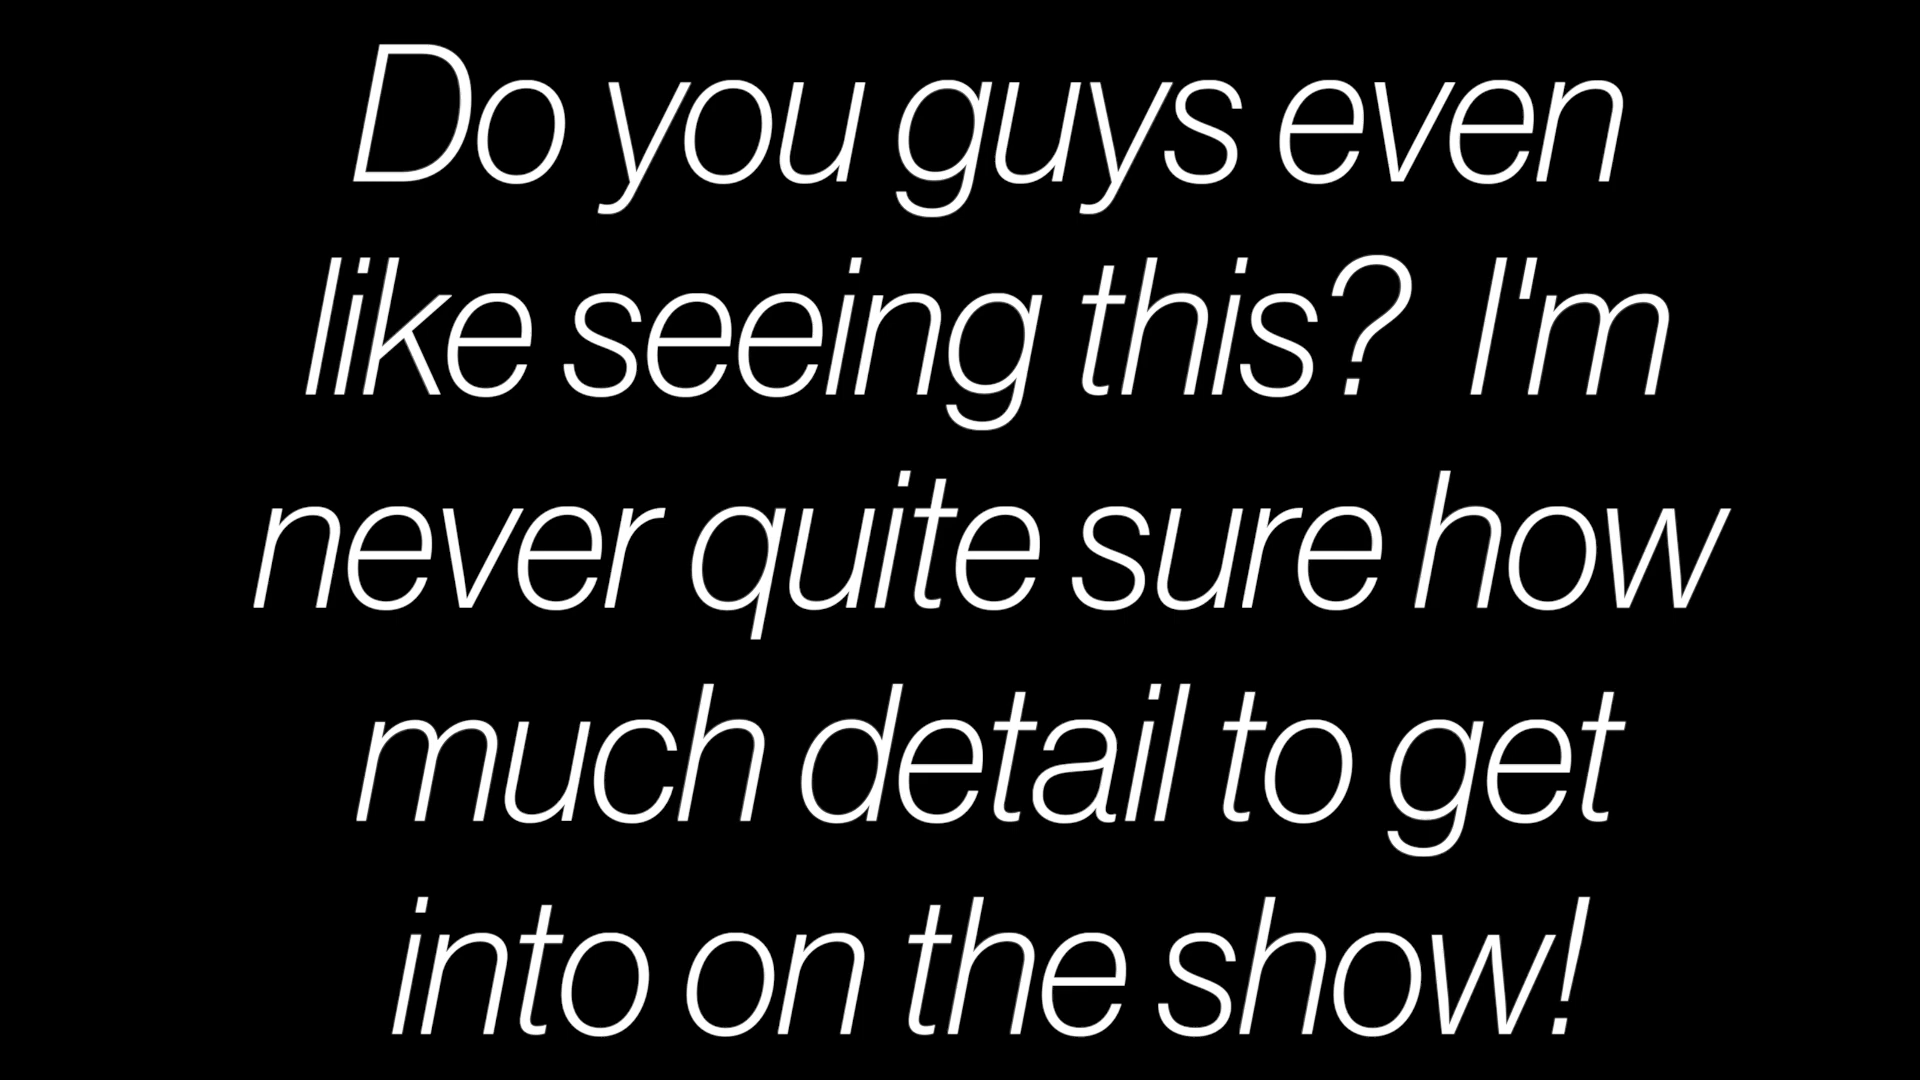 Do you guys even
like seeing this?  I'm
never quite sure how
much detail to get
into on the show!